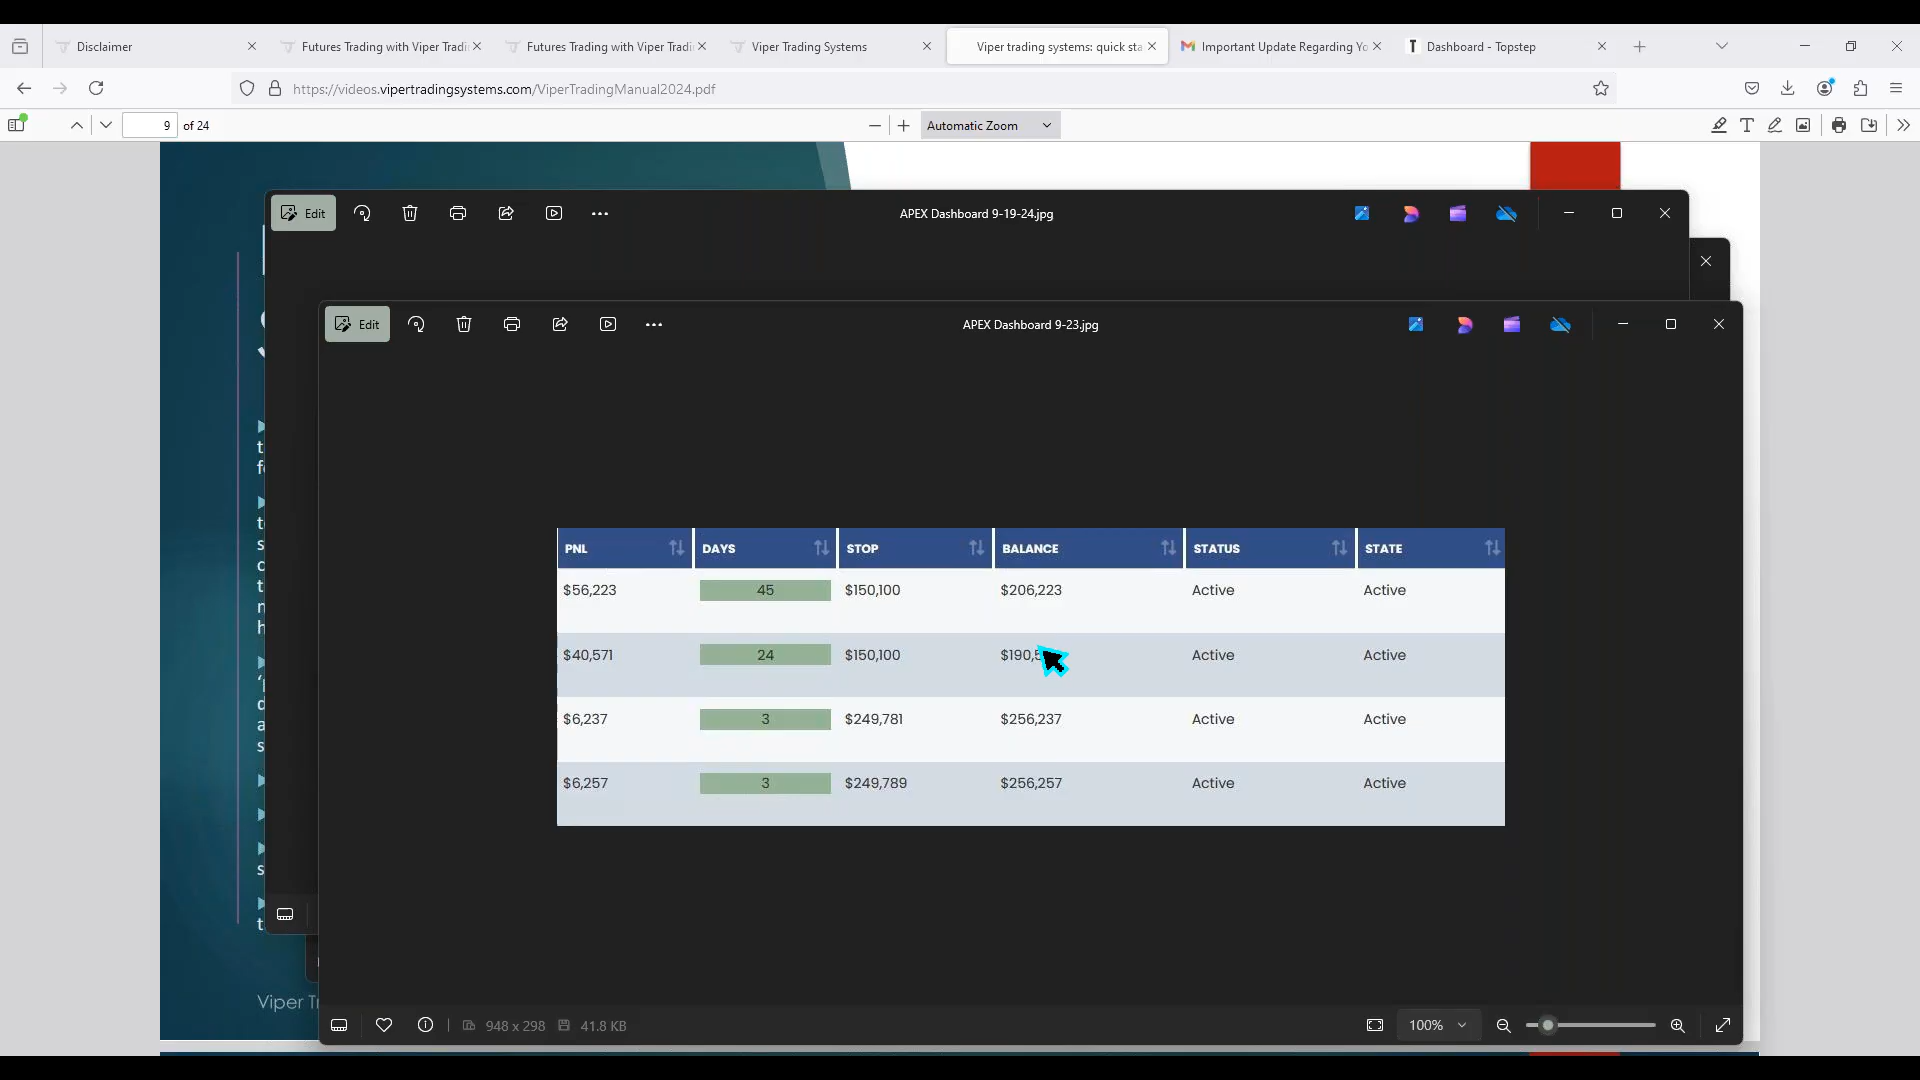 Disclaimer
Futures Trading with Viper Tradi
Futures Trading with Viper Tradi
Viper Trading Systems
Viper trading systems: quick sta
Important Update Regarding Yo
Dashboard - Topstep
https://videos.vipertradingsystems.com/ViperTradingManual2024.pdf
9 of 24
Automatic Zoom
Edit
APEX Dashboard 9-19-24.jpg
Edit
APEX Dashboard 9-23.jpg
PNL DAYS STOP BALANCE STATUS STATE
$56,223 45 $150,100 $206,223 Active Active
$40,571 24 $150,100 $190,5 Active Active
$6,237 3 $249,781 $256,237 Active Active
$6,257 3 $249,789 $256,257 Active Active
Viper Tr
948 x 298 41.8 KB
100%